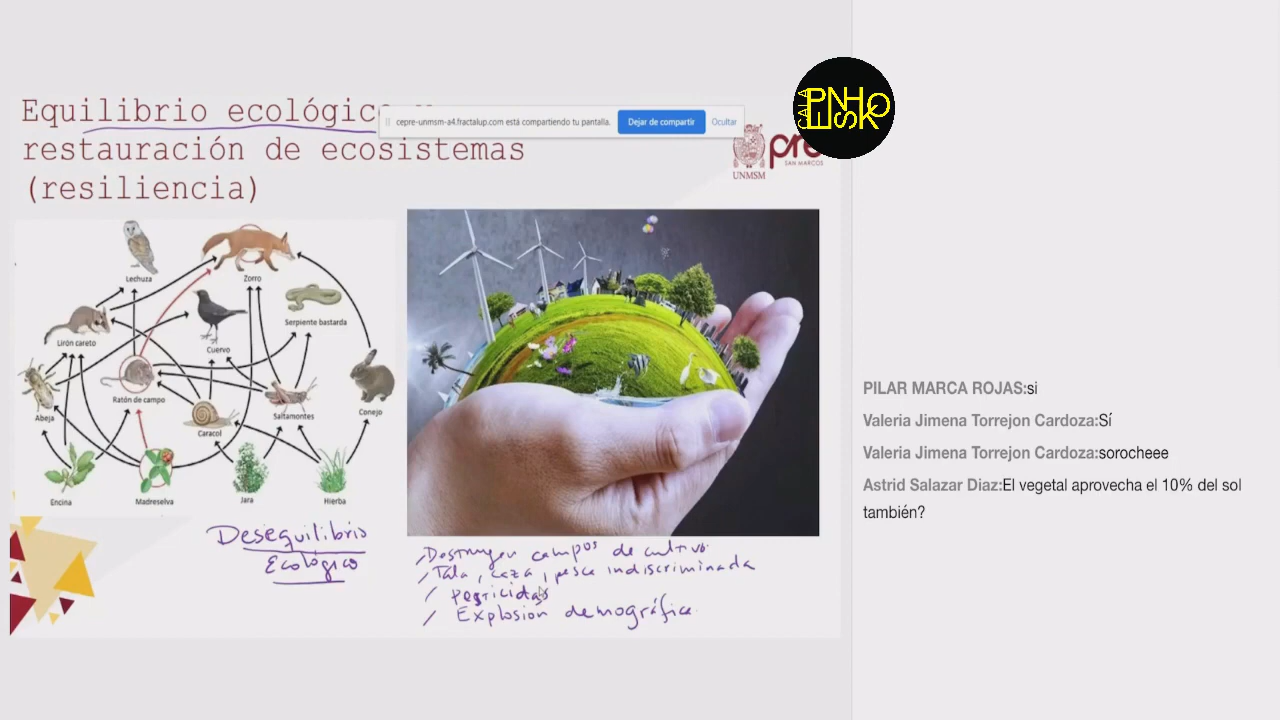 Equilibrio ecológico y
restauración de ecosistemas
(resiliencia)
cepre-unmsm-a4.fractalup.com está compartiendo tu pantalla.
Dejar de compartir
Ocultar
UNMSM
pre
SAN MARCOS
CALA
PENSHKO
Lechuza
Zorro
Serpiente bastarda
Lirón careto
Cuervo
Ratón de campo
Abeja
Saltamontes
Conejo
Caracol
Encina
Madreselva
Jara
Hierba
Desequilibrio
Ecológico
Destruyen campos de cultivo.
Tala, caza, pesca indiscriminada
Pesticidas
Explosión demográfica.
PILAR MARCA ROJAS:si
Valeria Jimena Torrejon Cardoza:Sí
Valeria Jimena Torrejon Cardoza:sorocheee
Astrid Salazar Diaz:El vegetal aprovecha el 10% del sol
también?